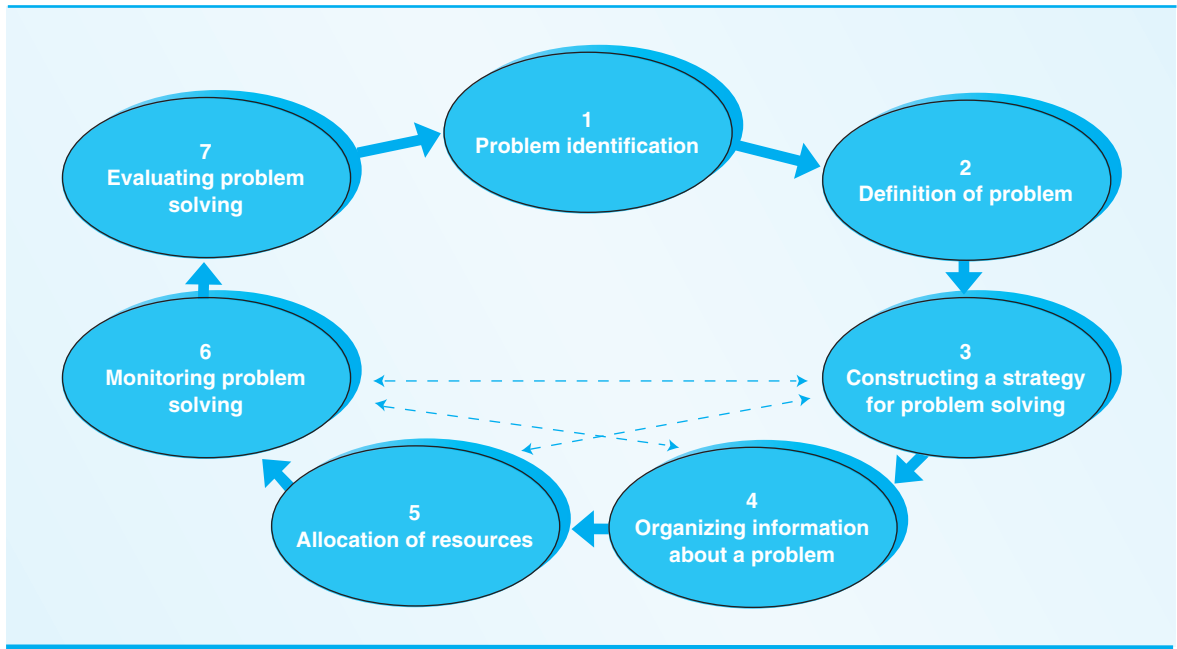 1
Problem identification
2
Definition of problem
3
Constructing a strategy
for problem solving
4
Organizing information
about a problem
5
Allocation of resources
6
Monitoring problem
solving
7
Evaluating problem
solving